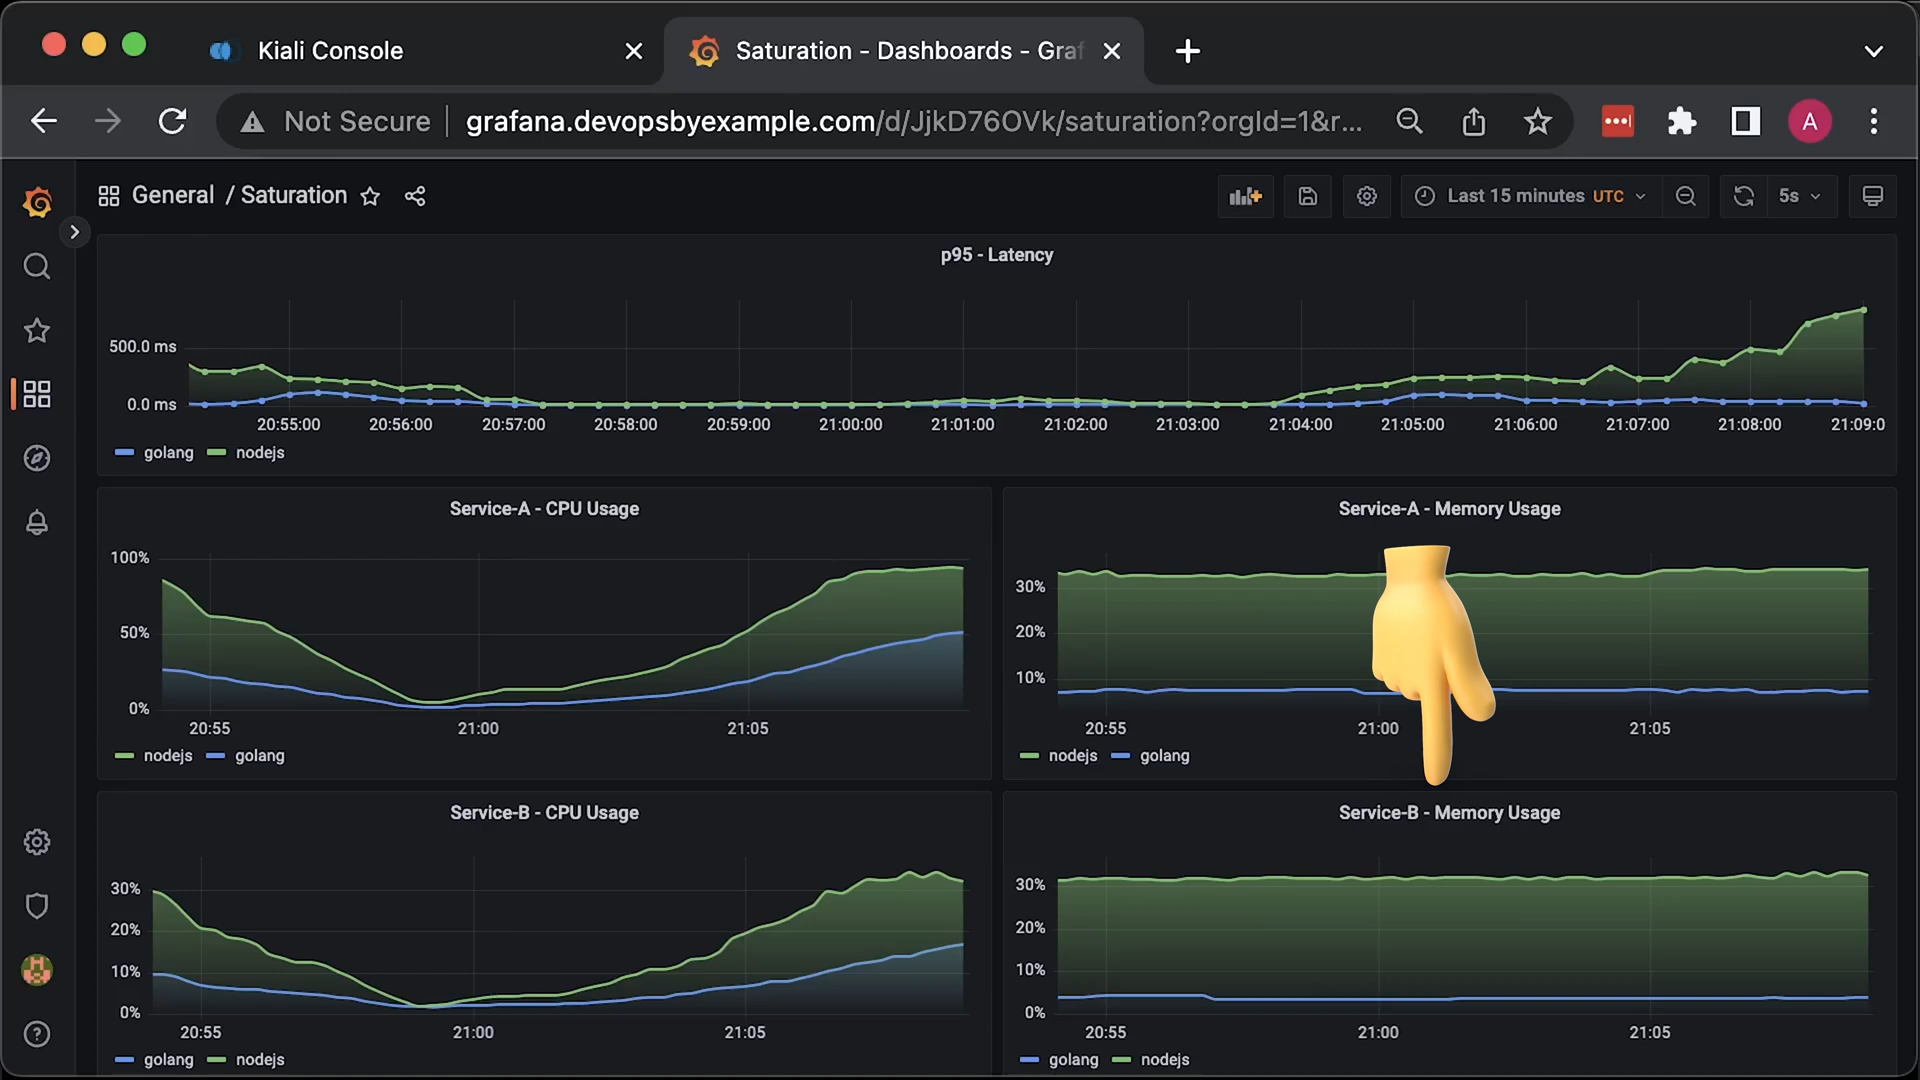 Kiali Console
Saturation - Dashboards - Graf
Not Secure
grafana.devopsbyexample.com/d/JjkD76OVk/saturation?orgId=1&r...
A
General / Saturation
Last 15 minutes UTC
5s
p95 - Latency
500.0 ms
0.0 ms
20:55:00 20:56:00 20:57:00 20:58:00 20:59:00 21:00:00 21:01:00 21:02:00 21:03:00 21:04:00 21:05:00 21:06:00 21:07:00 21:08:00 21:09:0
golang nodejs
Service-A - CPU Usage
100%
50%
0%
20:55 21:00 21:05
nodejs golang
Service-A - Memory Usage
30%
20%
10%
20:55 21:00 21:05
nodejs golang
Service-B - CPU Usage
30%
20%
10%
0%
20:55 21:00 21:05
golang nodejs
Service-B - Memory Usage
30%
20%
10%
0%
20:55 21:00 21:05
golang nodejs